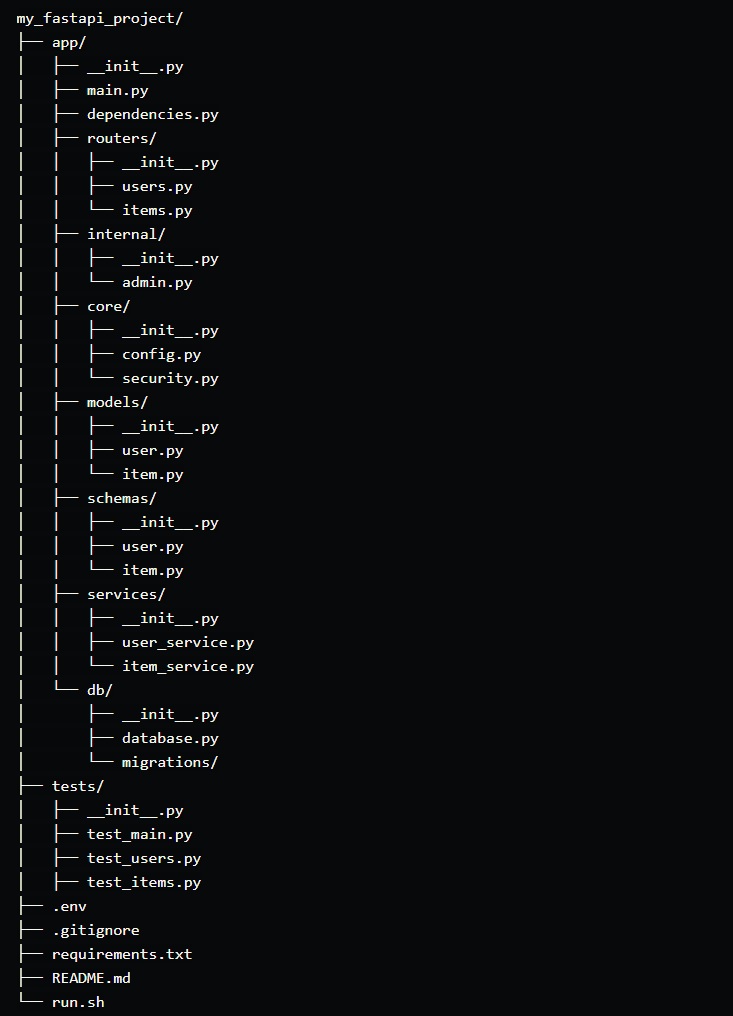 my_fastapi_project/
├── app/
│   ├── __init__.py
│   ├── main.py
│   ├── dependencies.py
│   ├── routers/
│   │   ├── __init__.py
│   │   ├── users.py
│   │   └── items.py
│   ├── internal/
│   │   ├── __init__.py
│   │   └── admin.py
│   ├── core/
│   │   ├── __init__.py
│   │   ├── config.py
│   │   └── security.py
│   ├── models/
│   │   ├── __init__.py
│   │   ├── user.py
│   │   └── item.py
│   ├── schemas/
│   │   ├── __init__.py
│   │   ├── user.py
│   │   └── item.py
│   ├── services/
│   │   ├── __init__.py
│   │   ├── user_service.py
│   │   └── item_service.py
│   └── db/
│       ├── __init__.py
│       ├── database.py
│       └── migrations/
├── tests/
│   ├── __init__.py
│   ├── test_main.py
│   ├── test_users.py
│   ├── test_items.py
├── .env
├── .gitignore
├── requirements.txt
├── README.md
└── run.sh